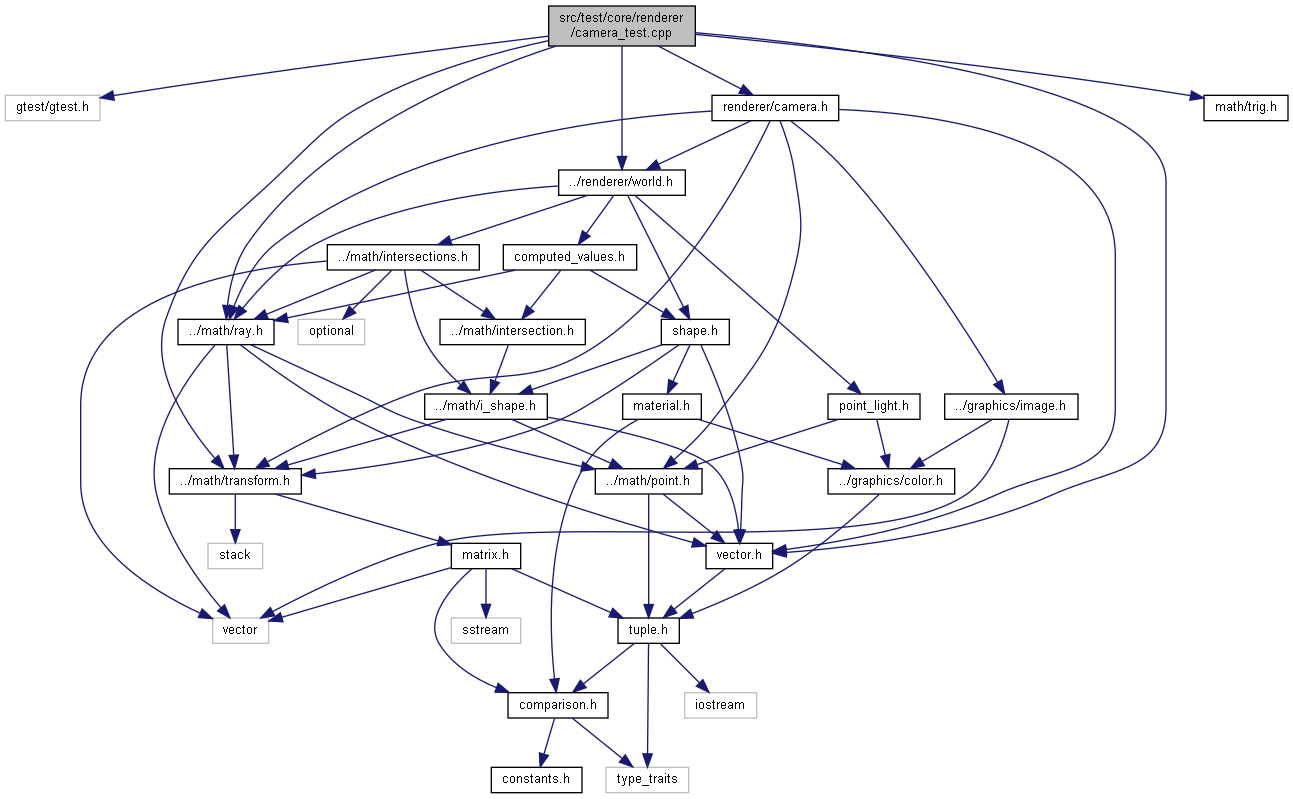 src/test/core/renderer
/camera_test.cpp
gtest/gtest.h
renderer/camera.h
math/trig.h
../renderer/world.h
../math/intersections.h
computed_values.h
../math/ray.h
optional
../math/intersection.h
shape.h
../math/i_shape.h
material.h
point_light.h
../graphics/image.h
../math/transform.h
../math/point.h
../graphics/color.h
stack
matrix.h
vector.h
vector
sstream
tuple.h
comparison.h
iostream
constants.h
type_traits